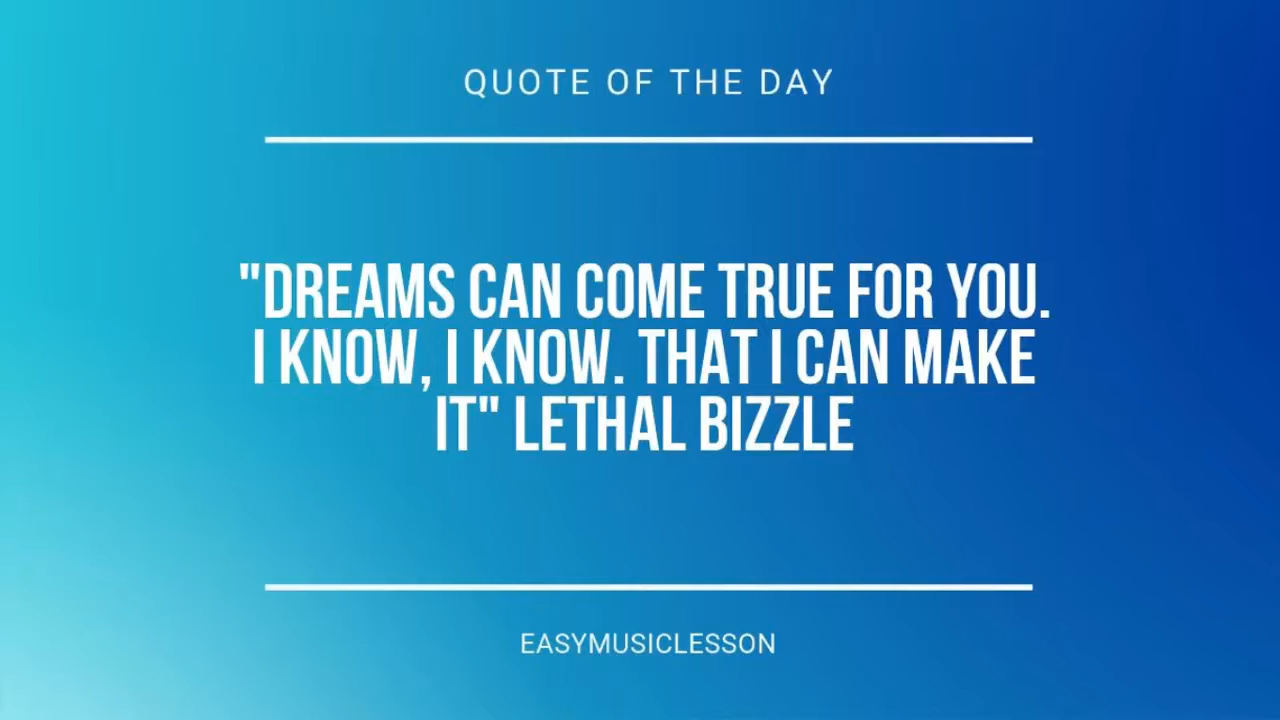 QUOTE OF THE DAY
"DREAMS CAN COME TRUE FOR YOU.
I KNOW, I KNOW. THAT I CAN MAKE
IT" LETHAL BIZZLE
EASYMUSICLESSON